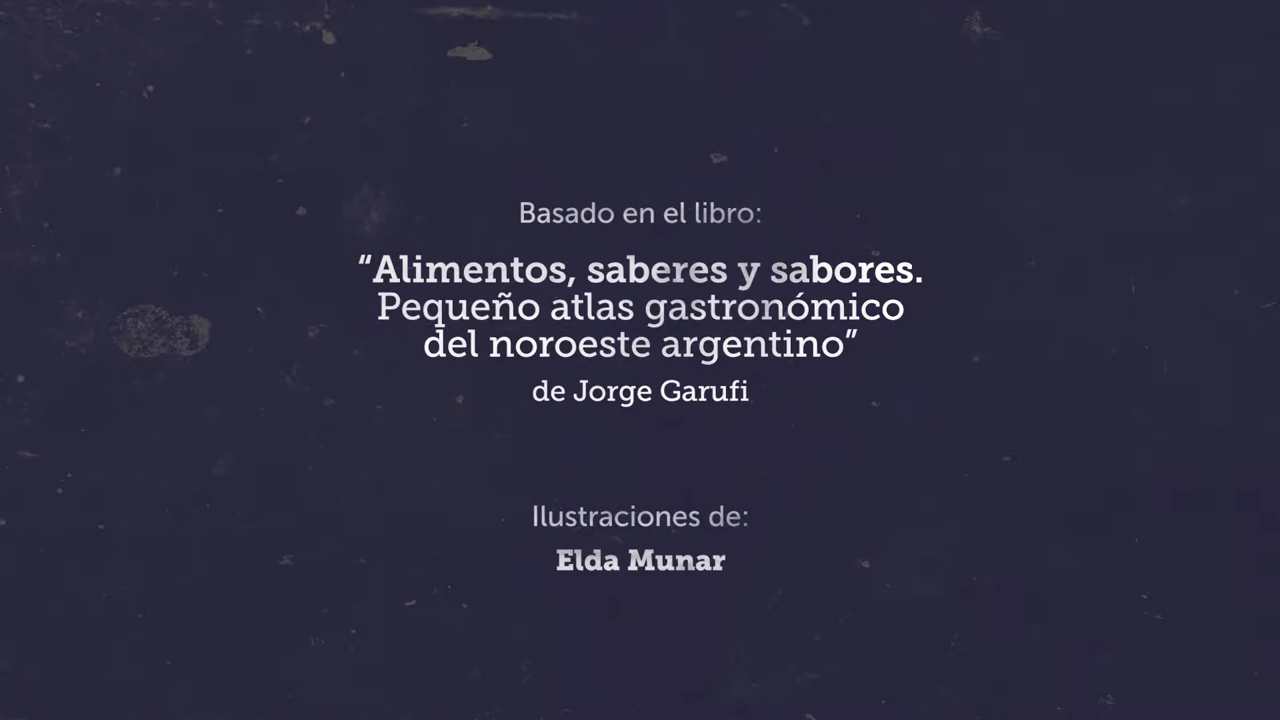 Basado en el libro:
“Alimentos, saberes y sabores.
Pequeño atlas gastronómico
del noroeste argentino”
de Jorge Garufi
Ilustraciones de:
Elda Munar